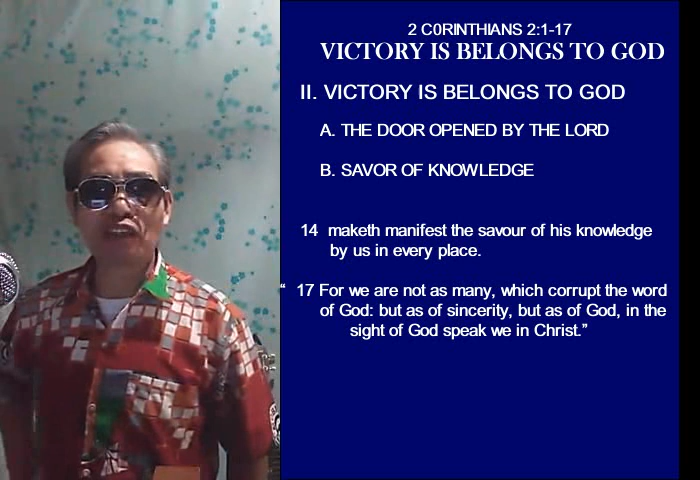 2 C0RINTHIANS 2:1-17
VICTORY IS BELONGS TO GOD
II. VICTORY IS BELONGS TO GOD
A. THE DOOR OPENED BY THE LORD
B. SAVOR OF KNOWLEDGE
14 maketh manifest the savour of his knowledge
by us in every place.
“ 17 For we are not as many, which corrupt the word
of God: but as of sincerity, but as of God, in the
sight of God speak we in Christ.”